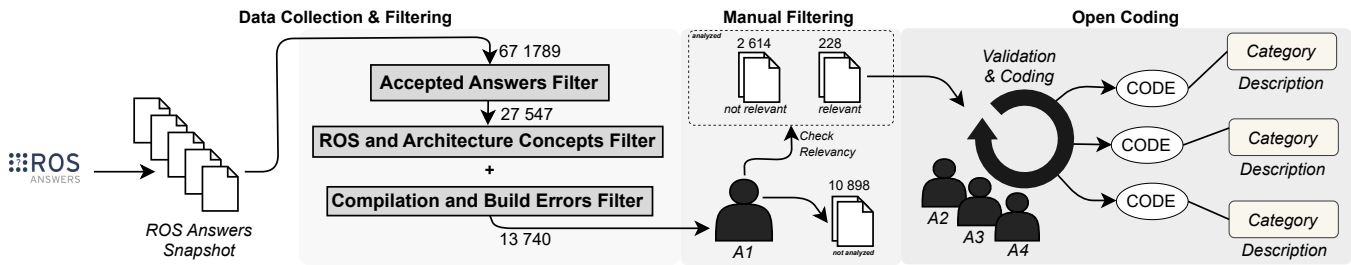 Data Collection & Filtering
Manual Filtering
Open Coding
ROS
ANSWERS
ROS Answers
Snapshot
67 1789
Accepted Answers Filter
27 547
ROS and Architecture Concepts Filter
+
Compilation and Build Errors Filter
13 740
analyzed
2 614
228
not relevant
relevant
Check
Relevancy
A1
10 898
not analyzed
Validation
& Coding
A2
A3
A4
CODE
Category
Description
CODE
Category
Description
CODE
Category
Description